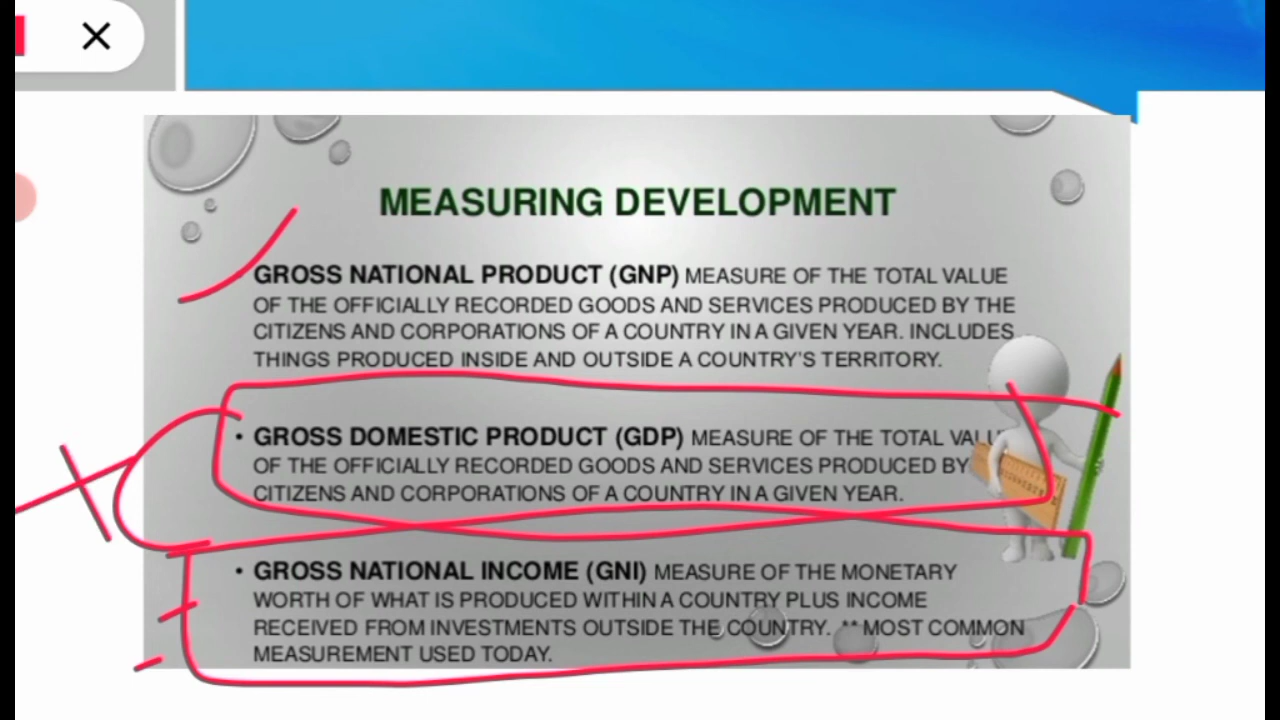 MEASURING DEVELOPMENT
GROSS NATIONAL PRODUCT (GNP) MEASURE OF THE TOTAL VALUE
OF THE OFFICIALLY RECORDED GOODS AND SERVICES PRODUCED BY THE
CITIZENS AND CORPORATIONS OF A COUNTRY IN A GIVEN YEAR. INCLUDES
THINGS PRODUCED INSIDE AND OUTSIDE A COUNTRY'S TERRITORY.
• GROSS DOMESTIC PRODUCT (GDP) MEASURE OF THE TOTAL
OF THE OFFICIALLY RECORDED GOODS AND SERVICES PRODUCED BY
CITIZENS AND CORPORATIONS OF A COUNTRY IN A GIVEN YEAR.
• GROSS NATIONAL INCOME (GNI) MEASURE OF THE MONETARY
WORTH OF WHAT IS PRODUCED WITHIN A COUNTRY PLUS INCOME
RECEIVED FROM INVESTMENTS OUTSIDE THE COUNTRY. ** MOST COMMON
MEASUREMENT USED TODAY.